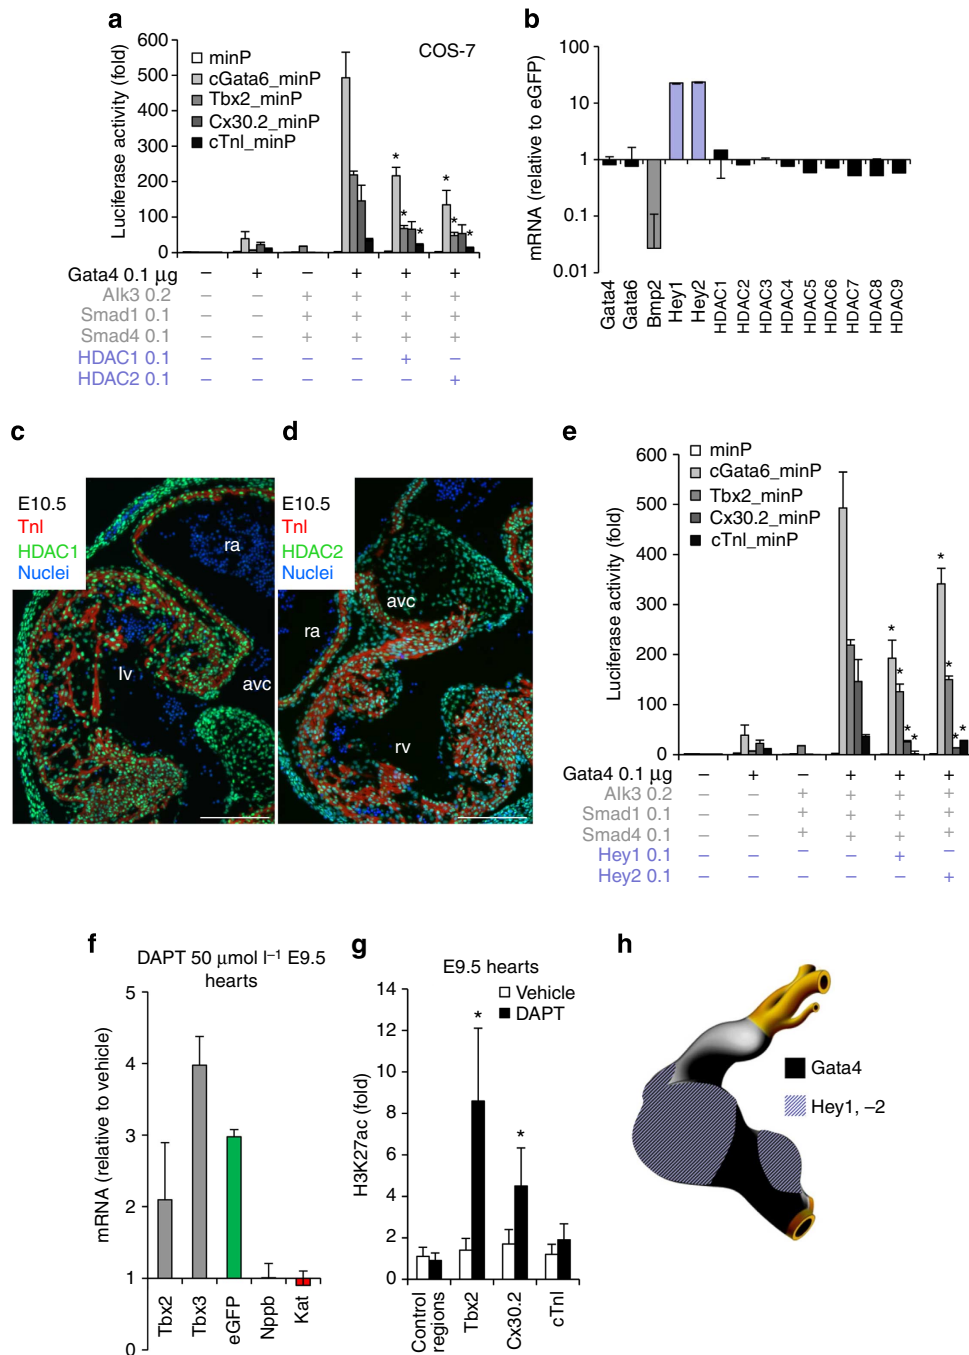 a
COS-7
Luciferase activity (fold)
600
500
400
300
200
100
0
minP
cGata6_minP
Tbx2_minP
Cx30.2_minP
cTnI_minP
* * *
* * *
Gata4 0.1 µg – + – + + +
Alk3 0.2 – – + + + +
Smad1 0.1 – – + + + +
Smad4 0.1 – – + + + +
HDAC1 0.1 – – – – + –
HDAC2 0.1 – – – – – +
b
mRNA (relative to eGFP)
100
10
1
0.1
0.01
Gata4
Gata6
Bmp2
Hey1
Hey2
HDAC1
HDAC2
HDAC3
HDAC4
HDAC5
HDAC6
HDAC7
HDAC8
HDAC9
c
E10.5
TnI
HDAC1
Nuclei
ra
lv
avc
d
E10.5
TnI
HDAC2
Nuclei
avc
ra
rv
e
Luciferase activity (fold)
600
500
400
300
200
100
0
minP
cGata6_minP
Tbx2_minP
Cx30.2_minP
cTnI_minP
* * * *
* * * *
Gata4 0.1 µg – + – + + +
Alk3 0.2 – – + + + +
Smad1 0.1 – – + + + +
Smad4 0.1 – – + + + +
Hey1 0.1 – – – – + –
Hey2 0.1 – – – – – +
f
DAPT 50 µmol l–1 E9.5
hearts
mRNA (relative to vehicle)
5
4
3
2
1
0
Tbx2
Tbx3
eGFP
Nppb
Kat
g
E9.5 hearts
H3K27ac (fold)
14
12
10
8
6
4
2
0
Vehicle
DAPT
*
*
Control
regions
Tbx2
Cx30.2
cTnI
h
Gata4
Hey1, –2